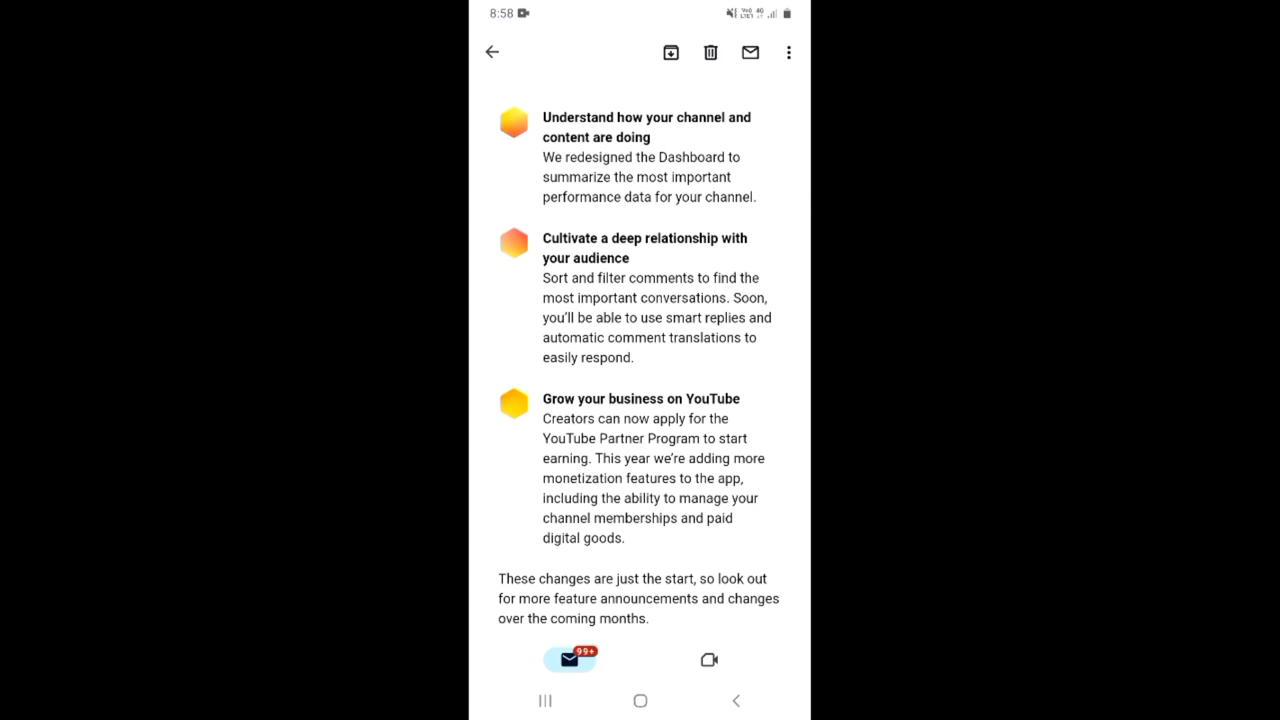 8:58
4G
Understand how your channel and
content are doing
We redesigned the Dashboard to
summarize the most important
performance data for your channel.
Cultivate a deep relationship with
your audience
Sort and filter comments to find the
most important conversations. Soon,
you'll be able to use smart replies and
automatic comment translations to
easily respond.
Grow your business on YouTube
Creators can now apply for the
YouTube Partner Program to start
earning. This year we're adding more
monetization features to the app,
including the ability to manage your
channel memberships and paid
digital goods.
These changes are just the start, so look out
for more feature announcements and changes
over the coming months.
99+